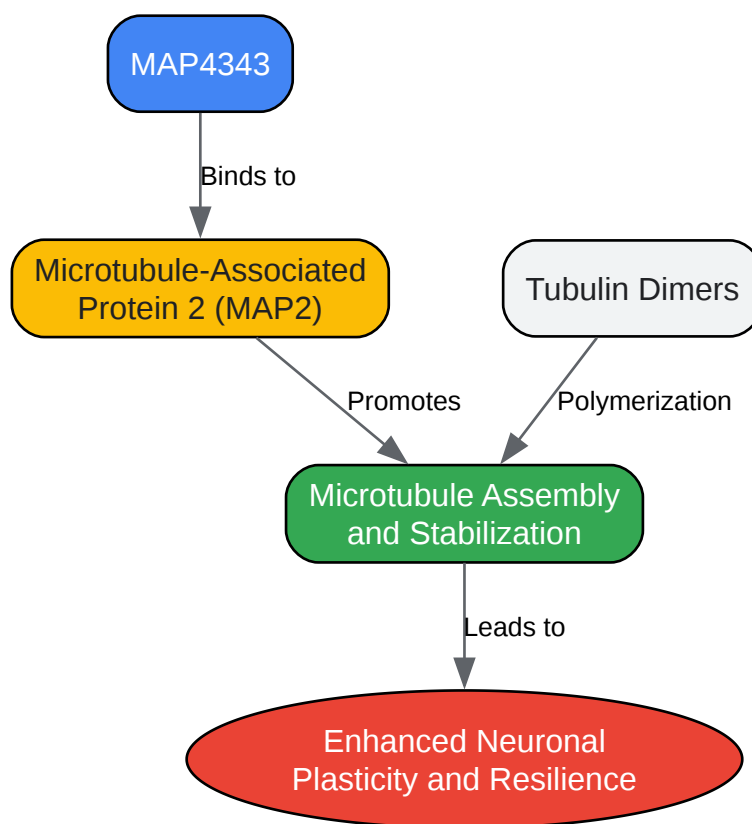 MAP4343
Binds to
Microtubule-Associated
Protein 2 (MAP2)
Tubulin Dimers
Promotes
Polymerization
Microtubule Assembly
and Stabilization
Leads to
Enhanced Neuronal
Plasticity and Resilience